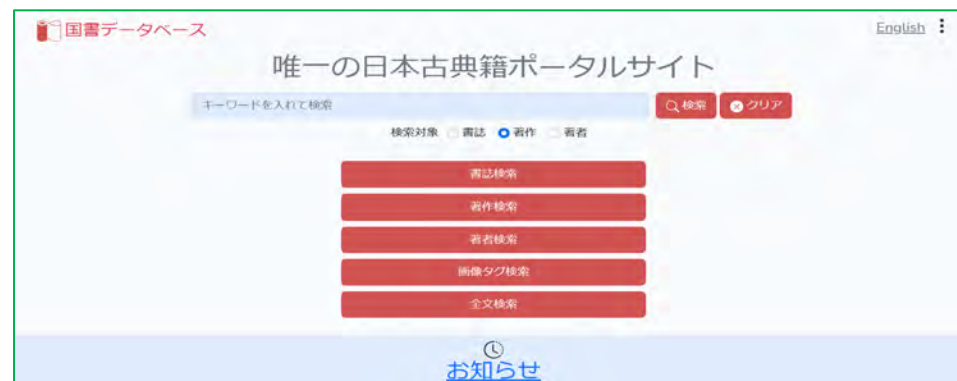 国書データベース
English
唯一の日本古典籍ポータルサイト
キーワードを入れて検索 検索 クリア
検索対象 書誌 著作 著者
書誌検索
著作検索
著者検索
画像タグ検索
全文検索
お知らせ